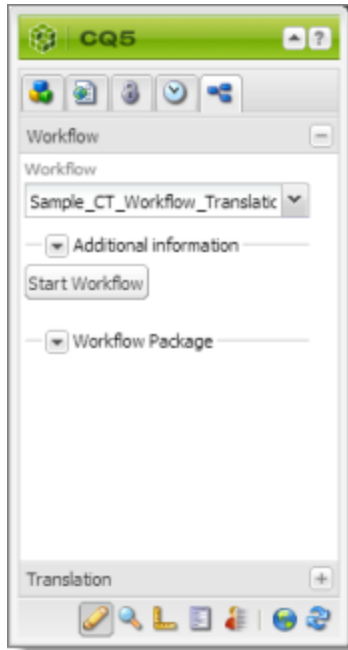 CQ5
?
Workflow
Workflow
Sample_CT_Workflow_Translatic
Additional information
Start Workflow
Workflow Package
Translation